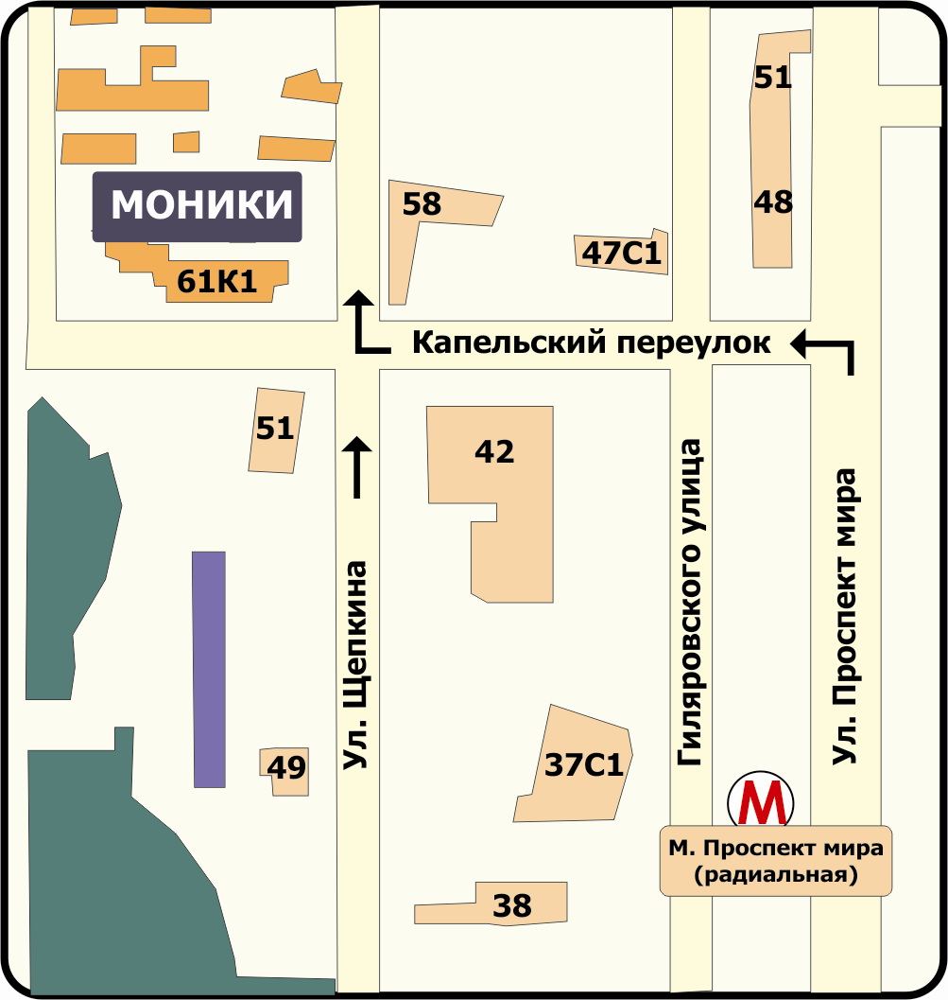 51
МОНИКИ
58
48
47С1
61К1
Капельский переулок
51
42
Ул. Щепкина
Гиляровского улица
Ул. Проспект мира
49
37С1
М
М. Проспект мира
(радиальная)
38